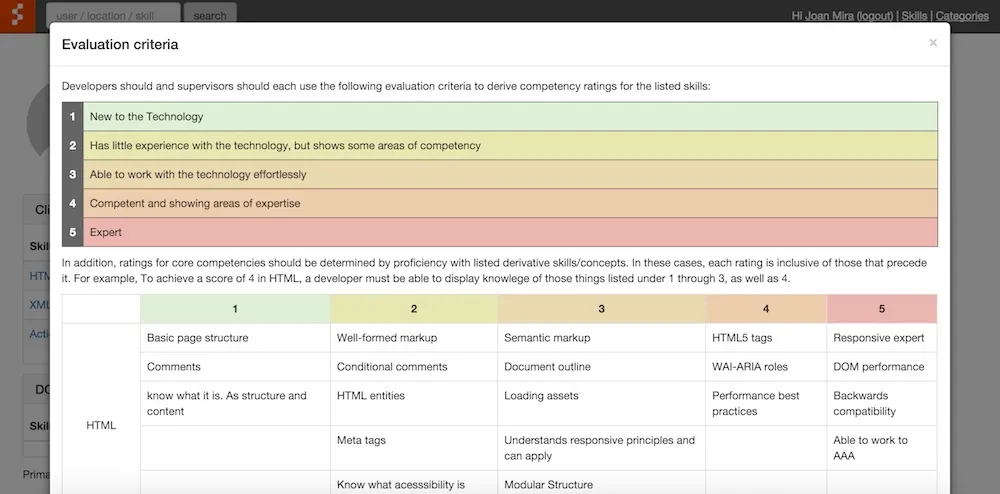 user / location / skill
search
Hi Joan Mira (logout) | Skills | Categories
Evaluation criteria
×
Developers should and supervisors should each use the following evaluation criteria to derive competency ratings for the listed skills:
1 New to the Technology
2 Has little experience with the technology, but shows some areas of competency
3 Able to work with the technology effortlessly
4 Competent and showing areas of expertise
5 Expert
In addition, ratings for core competencies should be determined by proficiency with listed derivative skills/concepts. In these cases, each rating is inclusive of those that precede
it. For example, To achieve a score of 4 in HTML, a developer must be able to display knowlege of those things listed under 1 through 3, as well as 4.
1 2 3 4 5
Basic page structure Well-formed markup Semantic markup HTML5 tags Responsive expert
Comments Conditional comments Document outline WAI-ARIA roles DOM performance
know what it is. As structure and
content
HTML entities
Loading assets
Performance best
practices
Backwards
compatibility
HTML
Meta tags
Understands responsive principles and
can apply
Able to work to
AAA
Know what acesssibility is Modular Structure
Cli
Skil
HTM
XML
Acti
DO
Skil
Prima